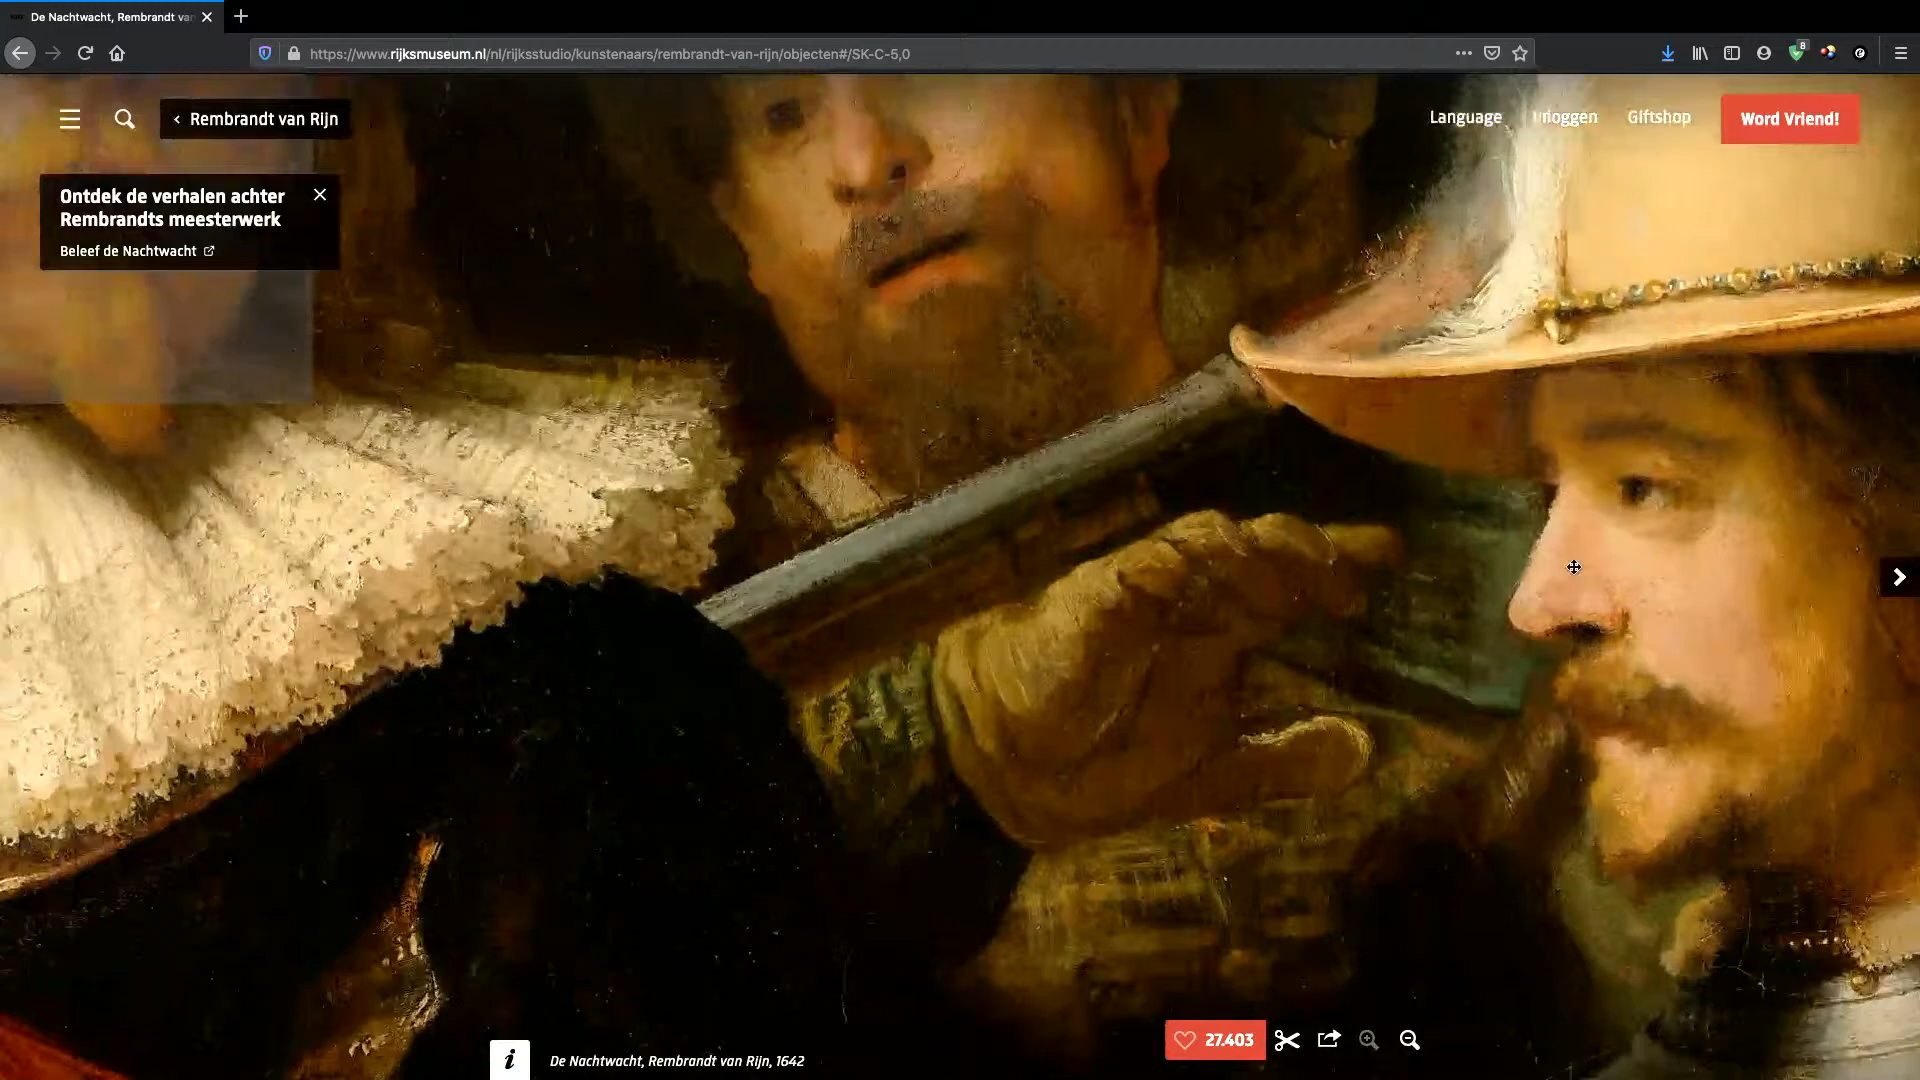 De Nachtwacht, Rembrandt van
https://www.rijksmuseum.nl/nl/rijksstudio/kunstenaars/rembrandt-van-rijn/objecten#/SK-C-5,0
8
Rembrandt van Rijn
Language
Inloggen
Giftshop
Word Vriend!
Ontdek de verhalen achter
Rembrandts meesterwerk
Beleef de Nachtwacht
27.403
i
De Nachtwacht, Rembrandt van Rijn, 1642